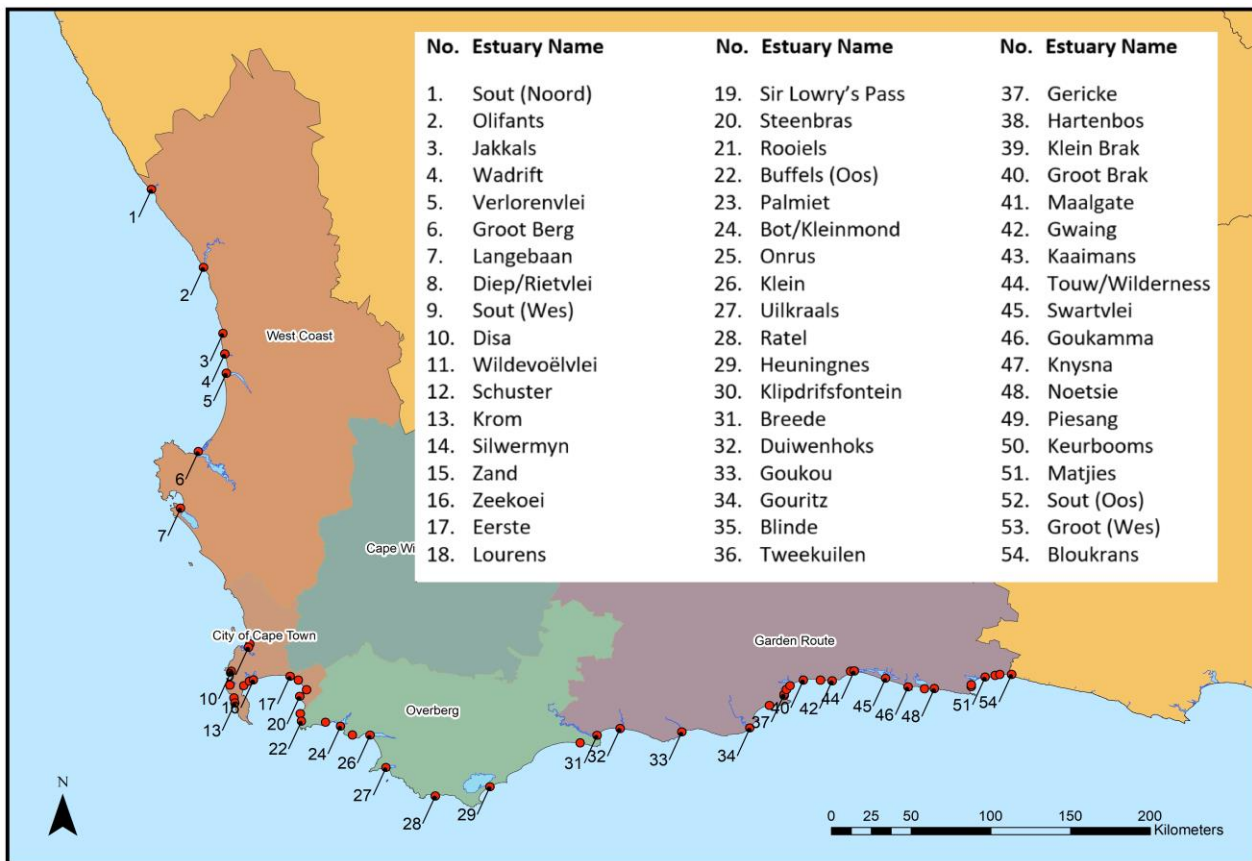 No. Estuary Name No. Estuary Name No. Estuary Name
1. Sout (Noord) 19. Sir Lowry's Pass 37. Gericke
2. Olifants 20. Steenbras 38. Hartenbos
3. Jakkals 21. Rooiels 39. Klein Brak
4. Wadrift 22. Buffels (Oos) 40. Groot Brak
5. Verlorenvlei 23. Palmiet 41. Maalgate
6. Groot Berg 24. Bot/Kleinmond 42. Gwaing
7. Langebaan 25. Onrus 43. Kaaimans
8. Diep/Rietvlei 26. Klein 44. Touw/Wilderness
9. Sout (Wes) 27. Uilkraals 45. Swartvlei
10. Disa 28. Ratel 46. Goukamma
11. Wildevoëlvlei 29. Heuningnes 47. Knysna
12. Schuster 30. Klipdrifsfontein 48. Noetsie
13. Krom 31. Breede 49. Piesang
14. Silwermyn 32. Duiwenhoks 50. Keurbooms
15. Zand 33. Goukou 51. Matjies
16. Zeekoei 34. Gouritz 52. Sout (Oos)
17. Eerste 35. Blinde 53. Groot (Wes)
18. Lourens 36. Tweekuilen 54. Bloukrans
1
2
West Coast
3
4
5
6
7
Cape Wi
City of Cape Town
Garden Route
10
17
13
20
22
Overberg
24
26
27
28
29
31
32
33
34
37
40
42
44
45
46
48
51
54
N
0 25 50 100 150 200
Kilometers